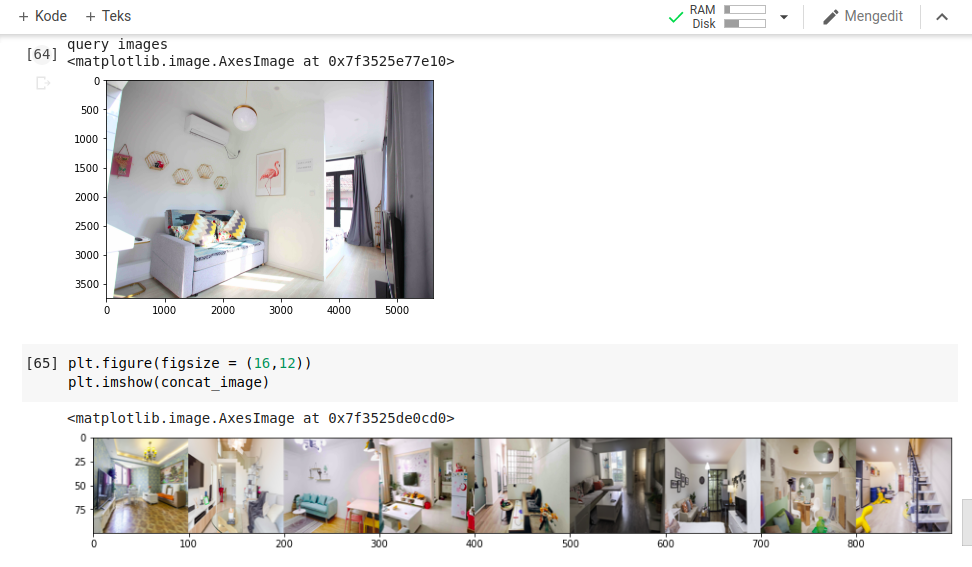 + Kode + Teks
RAM
Disk
Mengedit
query images
[64]
<matplotlib.image.AxesImage at 0x7f3525e77e10>
0
500
1000
1500
2000
2500
3000
3500
0 1000 2000 3000 4000 5000
[65] plt.figure(figsize = (16,12))
plt.imshow(concat_image)
<matplotlib.image.AxesImage at 0x7f3525de0cd0>
0
25
50
75
0 100 200 300 400 500 600 700 800